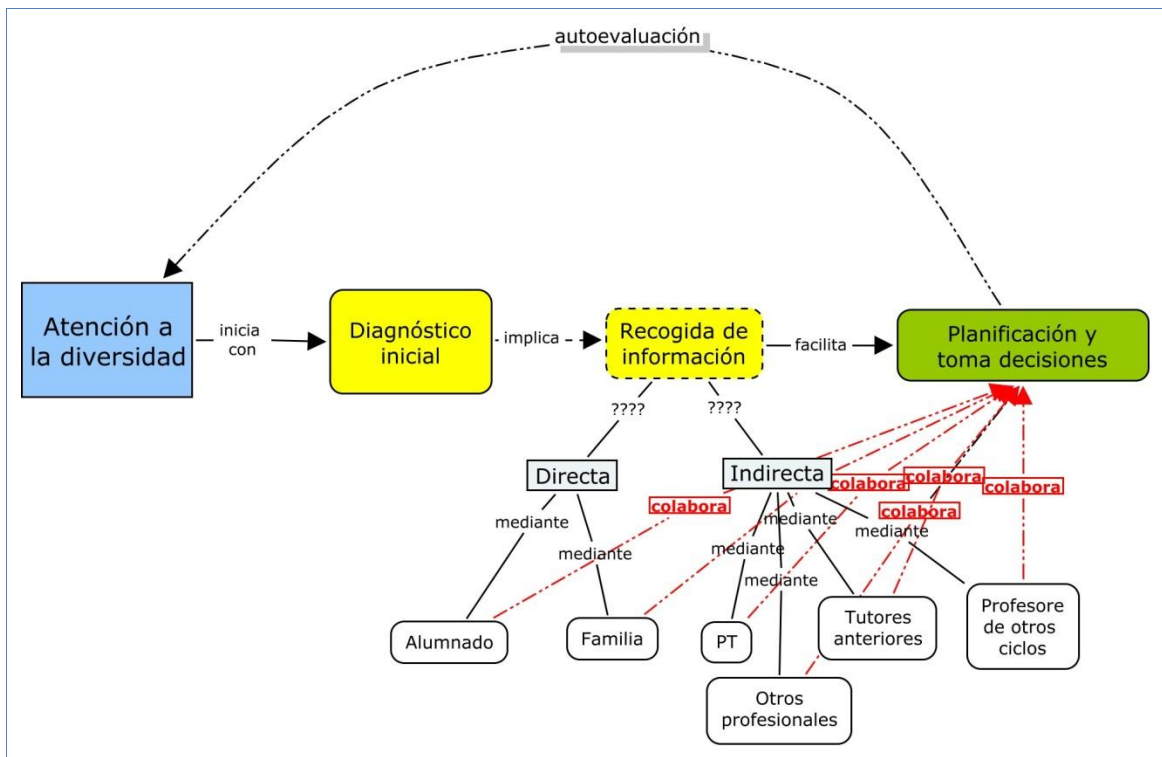 autoevaluación
Atención a
la diversidad
inicia
con
Diagnóstico
inicial
implica
Recogida de
información
facilita
Planificación y
toma decisiones
????
????
Directa
Indirecta
colabora
colabora
colabora
colabora
colabora
mediante
mediante
mediante
mediante
mediante
mediante
Alumnado
Familia
PT
Tutores
anteriores
Profesore
de otros
ciclos
Otros
profesionales